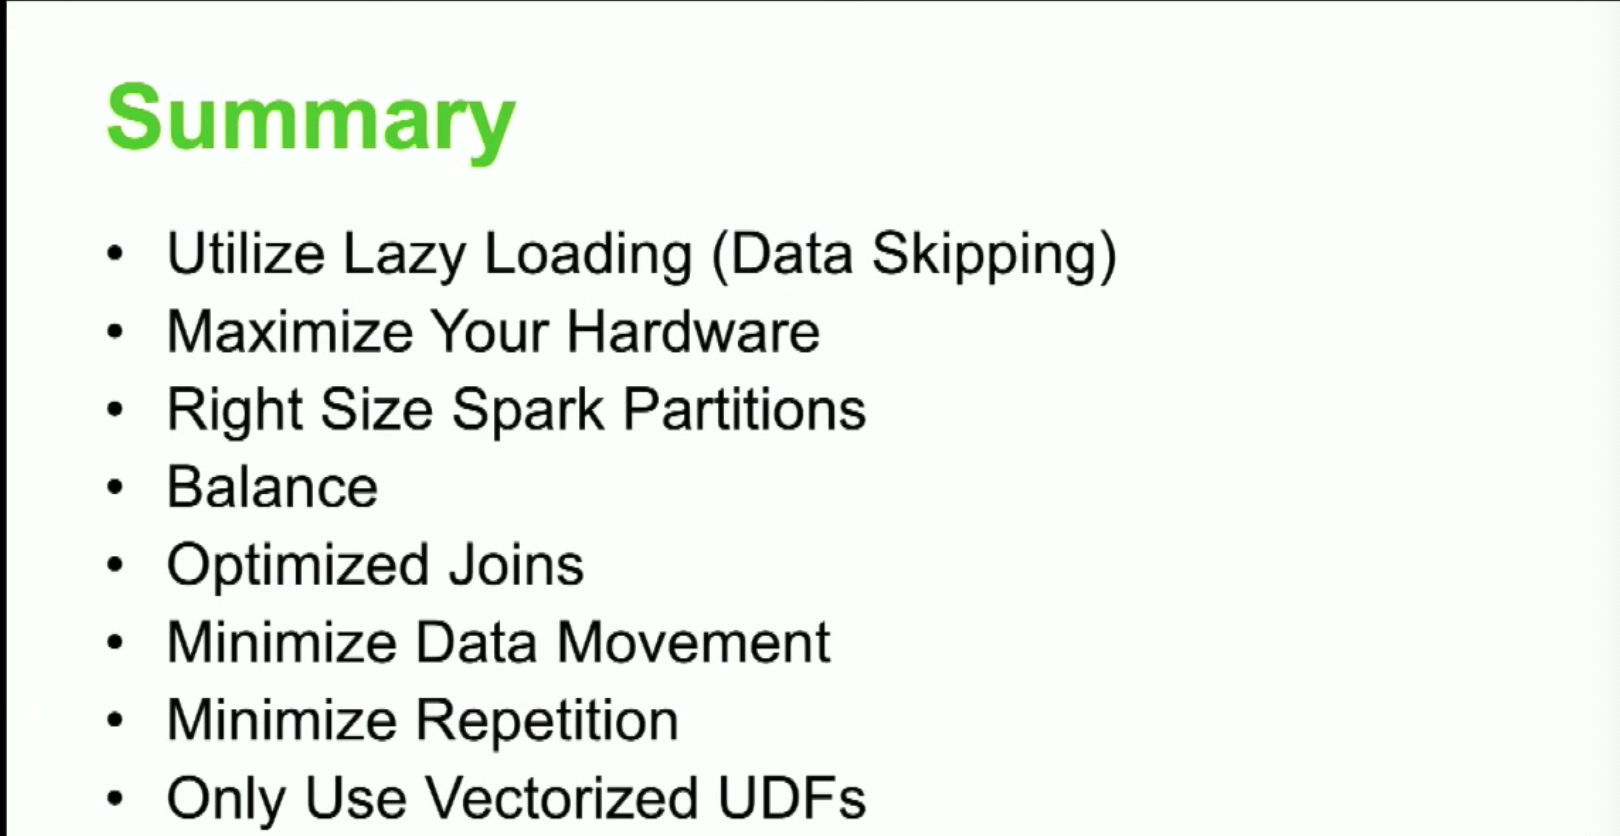 Summary
• Utilize Lazy Loading (Data Skipping)
• Maximize Your Hardware
• Right Size Spark Partitions
• Balance
• Optimized Joins
• Minimize Data Movement
• Minimize Repetition
• Only Use Vectorized UDFs